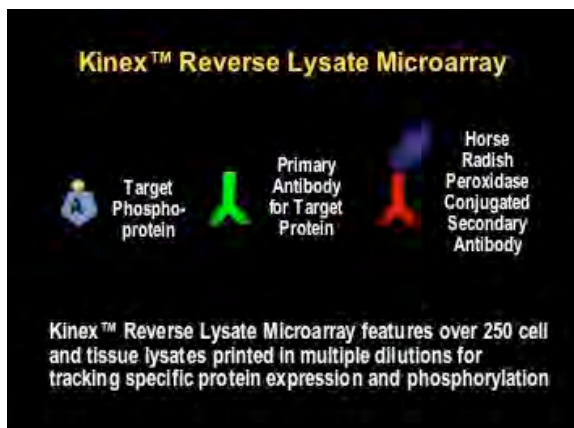 Kinex™ Reverse Lysate Microarray
A
Target
Phospho-
protein
Primary
Antibody
for Target
Protein
Horse
Radish
Peroxidase
Conjugated
Secondary
Antibody
Kinex™ Reverse Lysate Microarray features over 250 cell
and tissue lysates printed in multiple dilutions for
tracking specific protein expression and phosphorylation